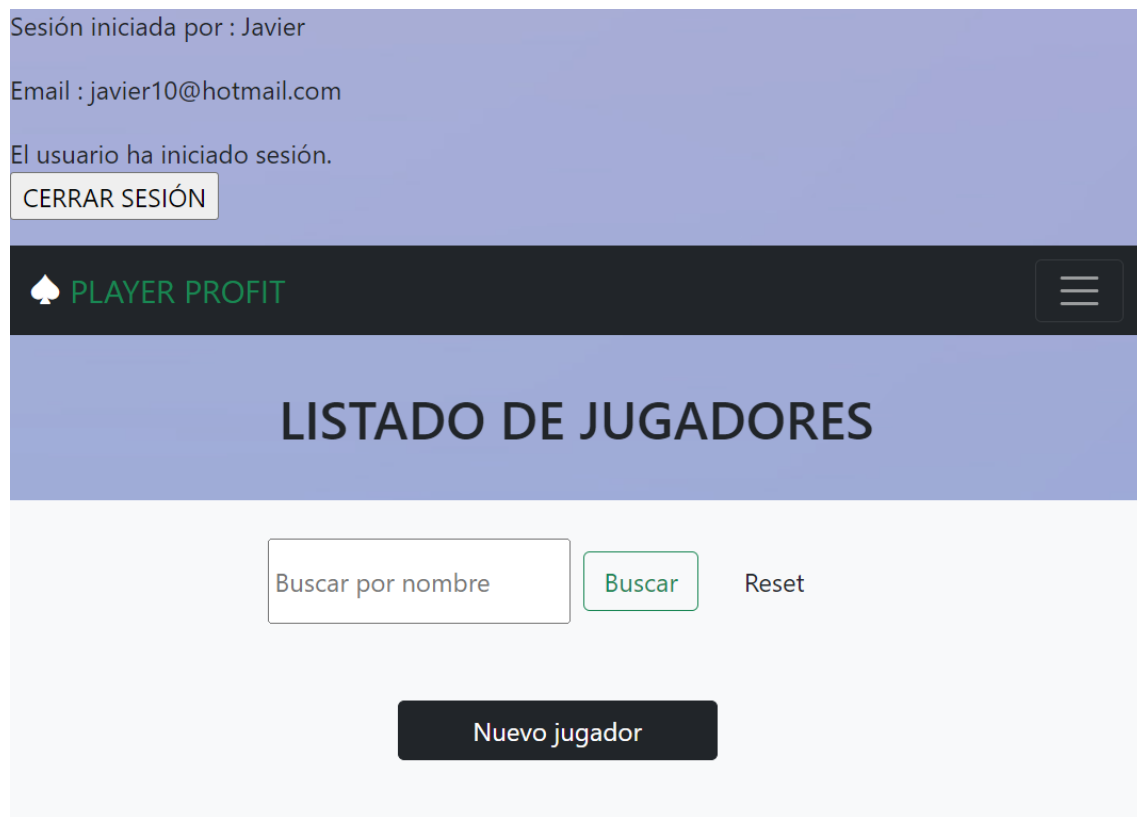 Sesión iniciada por : Javier
Email : javier10@hotmail.com
El usuario ha iniciado sesión.
CERRAR SESIÓN
PLAYER PROFIT
LISTADO DE JUGADORES
Buscar por nombre Buscar Reset
Nuevo jugador